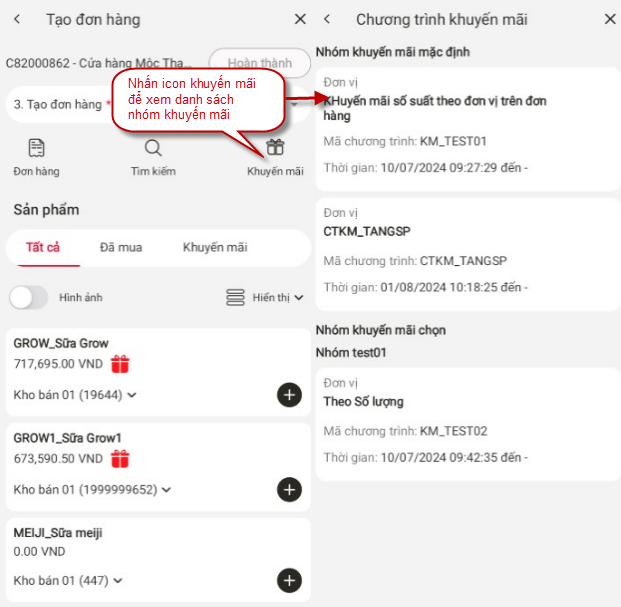 Tạo đơn hàng
C82000862 - Cửa hàng Mộc Tha...
Hoàn thành
3. Tạo đơn hàng *
Nhấn icon khuyến mãi
để xem danh sách
nhóm khuyến mãi
Đơn hàng
Tìm kiếm
Khuyến mãi
Sản phẩm
Tất cả
Đã mua
Khuyến mãi
Hình ảnh
Hiển thị
GROW_Sữa Grow
717,695.00 VND
Kho bán 01 (19644)
GROW1_Sữa Grow1
673,590.50 VND
Kho bán 01 (1999999652)
MEIJI_Sữa meiji
0.00 VND
Kho bán 01 (447)
Chương trình khuyến mãi
Nhóm khuyến mãi mặc định
Đơn vị
KHuyến mãi số suất theo đơn vị trên đơn
hàng
Mã chương trình: KM_TEST01
Thời gian: 10/07/2024 09:27:29 đến -
Đơn vị
CTKM_TANGSP
Mã chương trình: CTKM_TANGSP
Thời gian: 01/08/2024 10:18:25 đến -
Nhóm khuyến mãi chọn
Nhóm test01
Đơn vị
Theo Số lượng
Mã chương trình: KM_TEST02
Thời gian: 10/07/2024 09:42:35 đến -